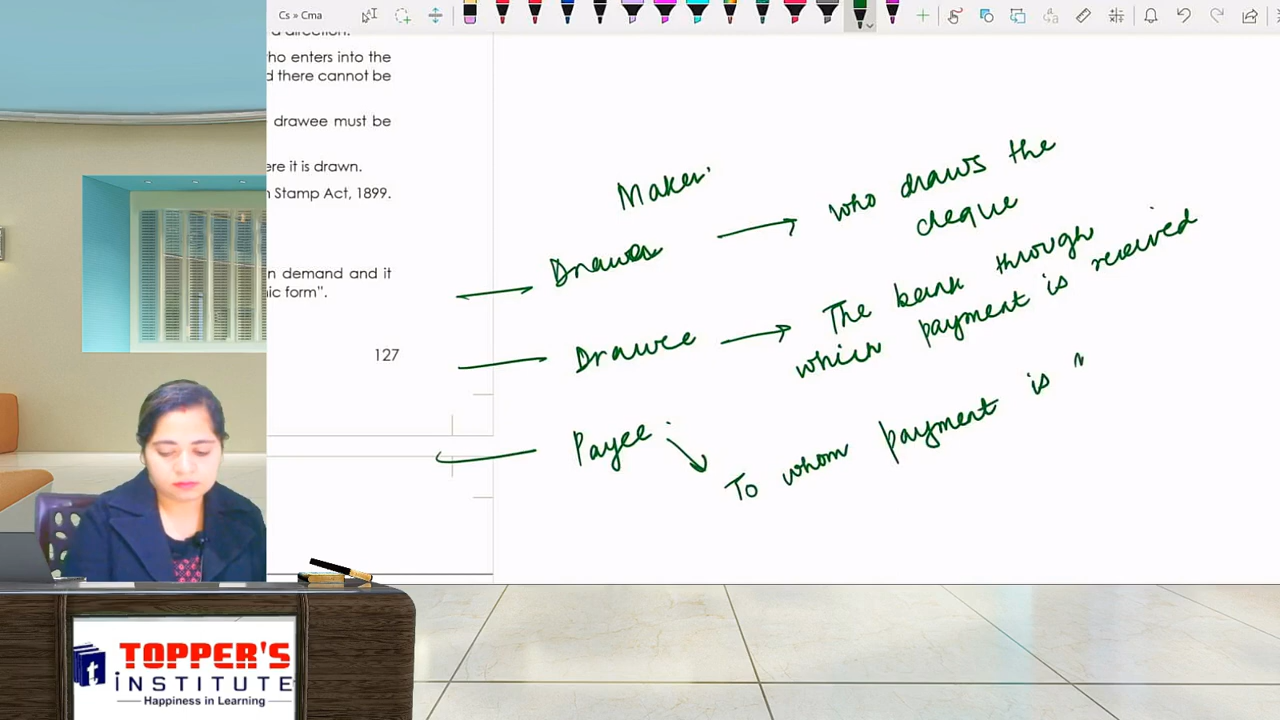 Cs » Cma
a direction.
ho enters into the
d there cannot be
drawee must be
ere it is drawn.
n Stamp Act, 1899.
n demand and it
ic form".
127
Maker
Drawer
who draws the
cheque
Drawee
The bank through
which payment is received
Payee
To whom payment is
TOPPER'S
iNSTITUTE
Happiness in Learning